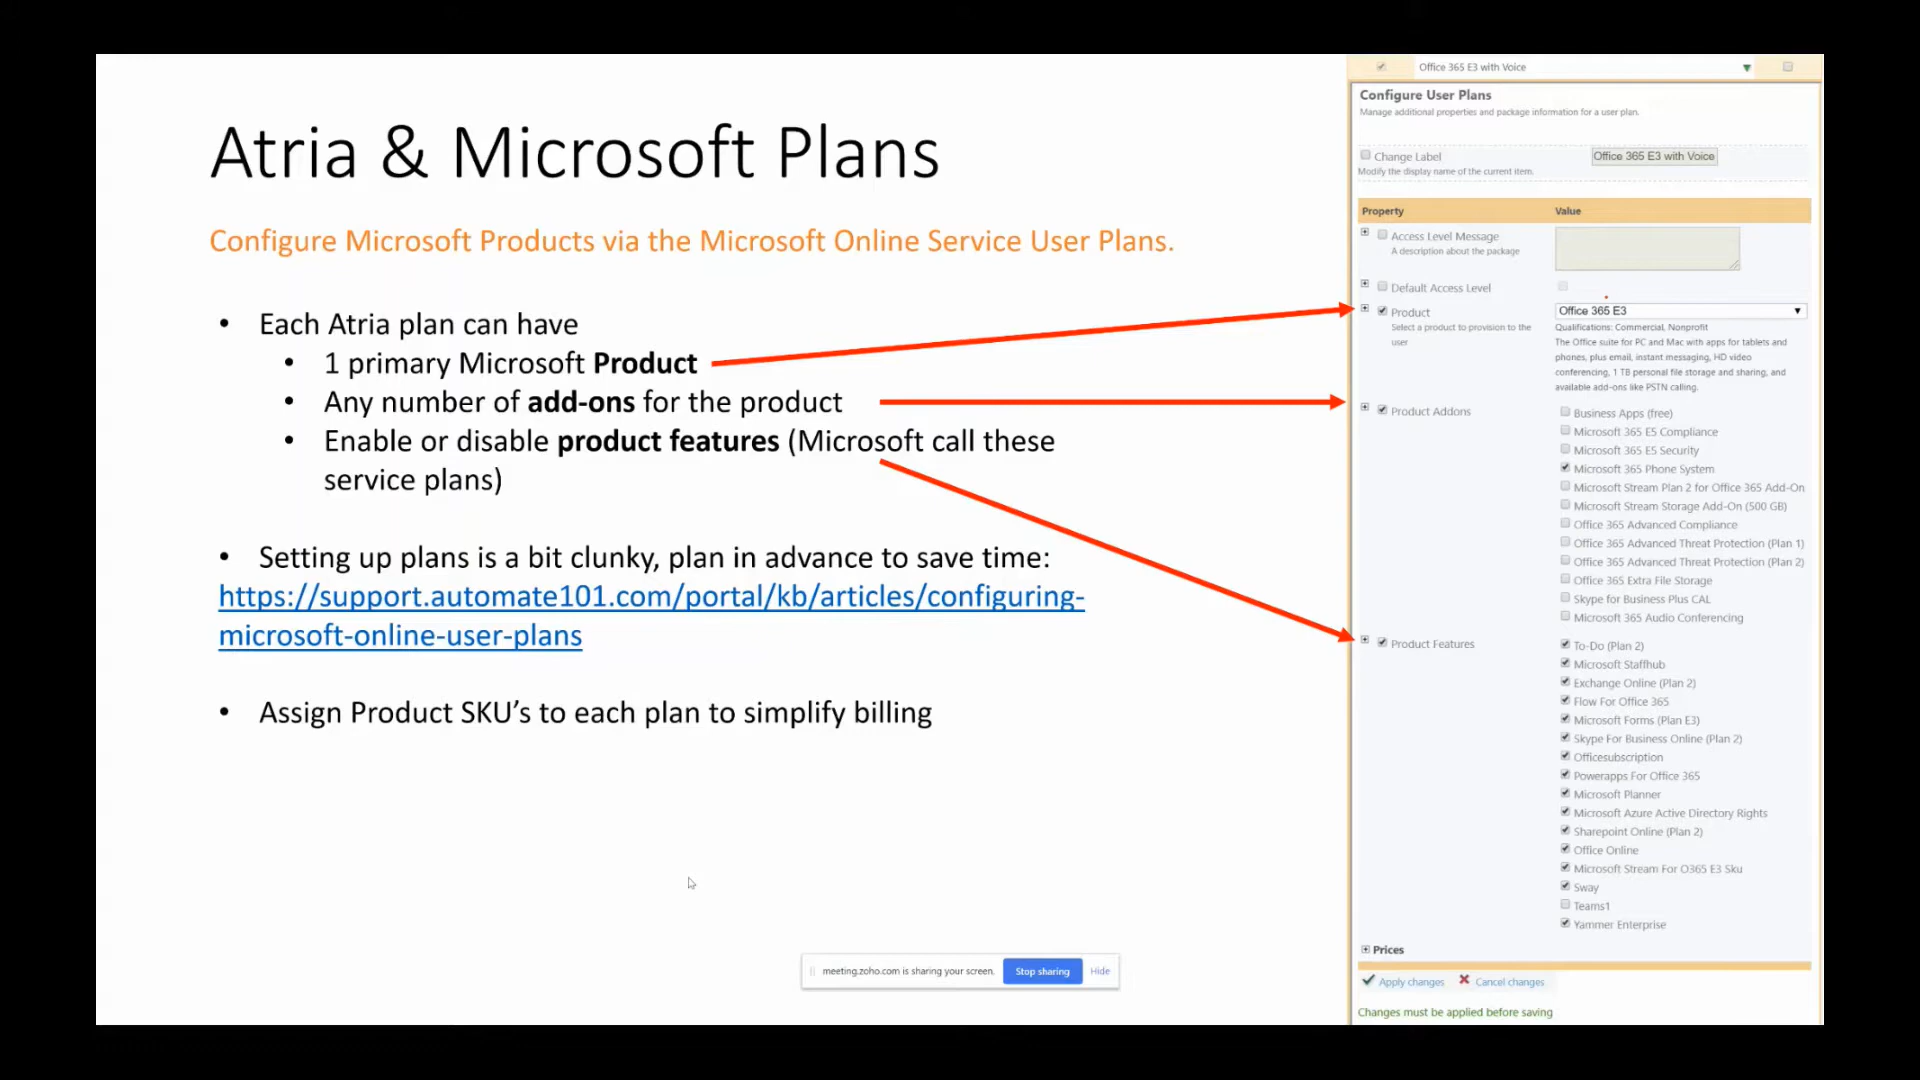 Atria & Microsoft Plans
Configure Microsoft Products via the Microsoft Online Service User Plans.
• Each Atria plan can have
• 1 primary Microsoft Product
• Any number of add-ons for the product
• Enable or disable product features (Microsoft call these
service plans)
• Setting up plans is a bit clunky, plan in advance to save time:
https://support.automate101.com/portal/kb/articles/configuring-
microsoft-online-user-plans
• Assign Product SKU's to each plan to simplify billing
meeting.zoho.com is sharing your screen. Stop sharing Hide
Office 365 E3 with Voice
Configure User Plans
Manage additional properties and package information for a user plan.
Change Label Office 365 E3 with Voice
Modify the display name of the current item.
Property Value
Access Level Message
A description about the package
Default Access Level
Product Office 365 E3
Select a product to provision to the
user
Qualifications: Commercial, Nonprofit
The Office suite for PC and Mac with apps for tablets and
phones, plus email, instant messaging, HD video
conferencing, 1 TB personal file storage and sharing, and
available add-ons like PSTN calling.
Product Addons
Business Apps (free)
Microsoft 365 E5 Compliance
Microsoft 365 E5 Security
Microsoft 365 Phone System
Microsoft Stream Plan 2 for Office 365 Add-On
Microsoft Stream Storage Add-On (500 GB)
Office 365 Advanced Compliance
Office 365 Advanced Threat Protection (Plan 1)
Office 365 Advanced Threat Protection (Plan 2)
Office 365 Extra File Storage
Skype for Business Plus CAL
Microsoft 365 Audio Conferencing
Product Features
To-Do (Plan 2)
Microsoft Staffhub
Exchange Online (Plan 2)
Flow For Office 365
Microsoft Forms (Plan E3)
Skype For Business Online (Plan 2)
Officesubscription
Powerapps For Office 365
Microsoft Planner
Microsoft Azure Active Directory Rights
Sharepoint Online (Plan 2)
Office Online
Microsoft Stream For O365 E3 Sku
Sway
Teams1
Yammer Enterprise
Prices
Apply changes Cancel changes
Changes must be applied before saving